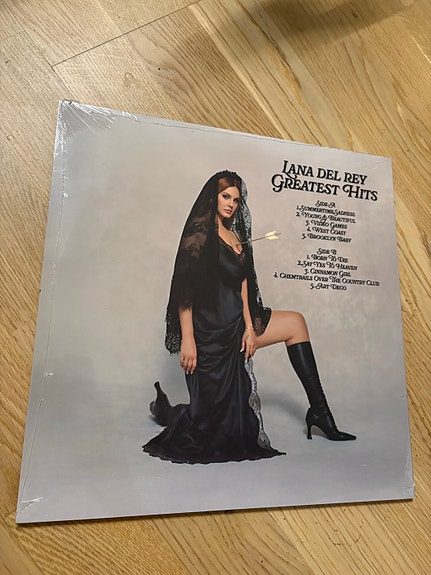 LANA DEL REY
GREATEST HITS
SIDE A
1. SUMMERTIME SADNESS
2. YOUNG & BEAUTIFUL
3. VIDEO GAMES
4. WEST COAST
5. BROOKLYN BABY
SIDE B
1. BORN TO DIE
2. SAY YES TO HEAVEN
3. CINNAMON GIRL
4. CHEMTRAILS OVER THE COUNTRY CLUB
5. ART DECO